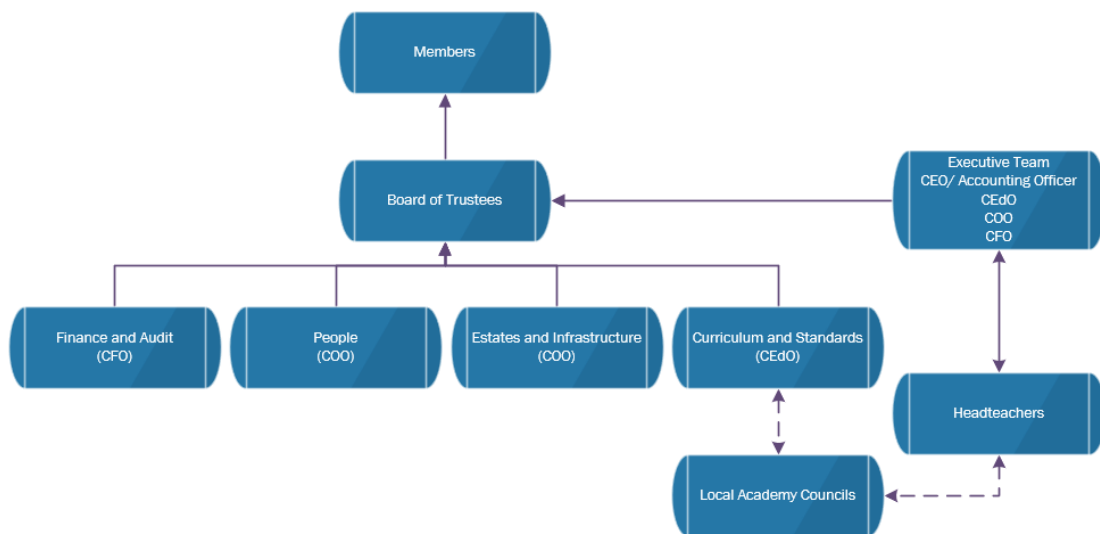 Members
Board of Trustees
Executive Team
CEO/ Accounting Officer
CEdO
COO
CFO
Finance and Audit
(CFO)
People
(COO)
Estates and Infrastructure
(COO)
Curriculum and Standards
(CEdO)
Headteachers
Local Academy Councils